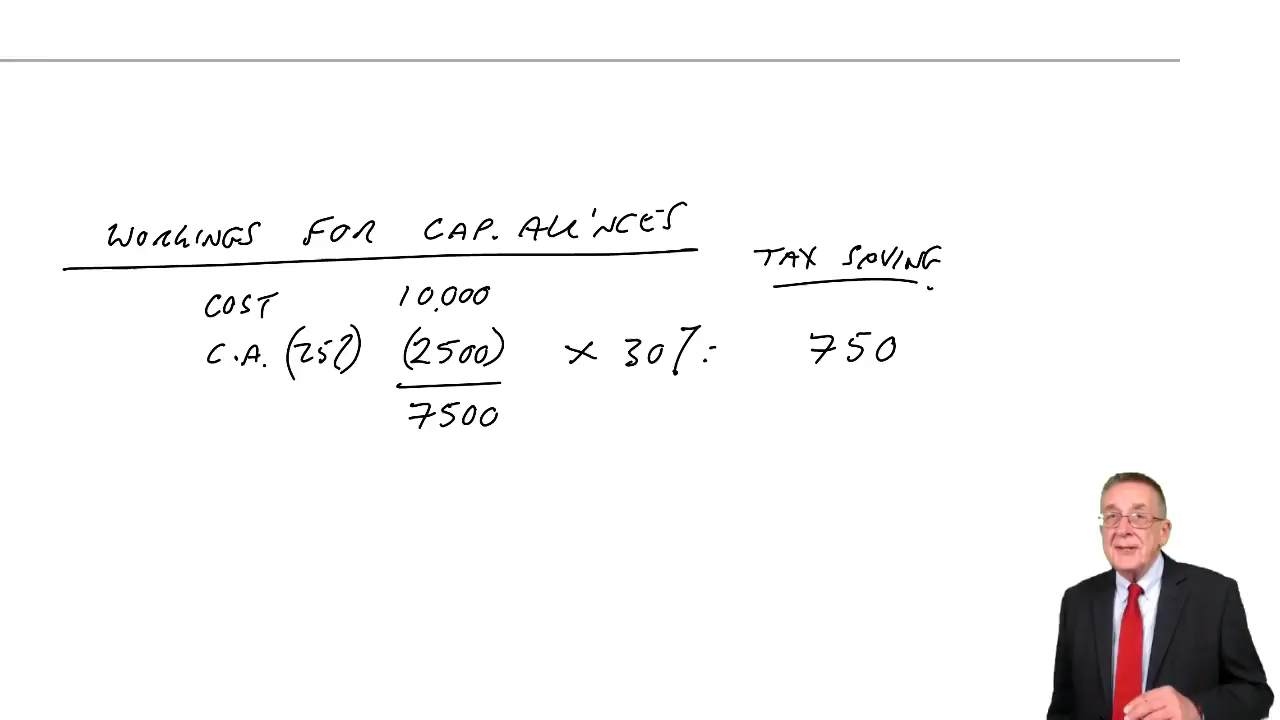 WORKINGS FOR CAP. ALL'NCES
TAX SAVING
COST 10,000
C.A. (25%) (2500) × 30% = 750
7500